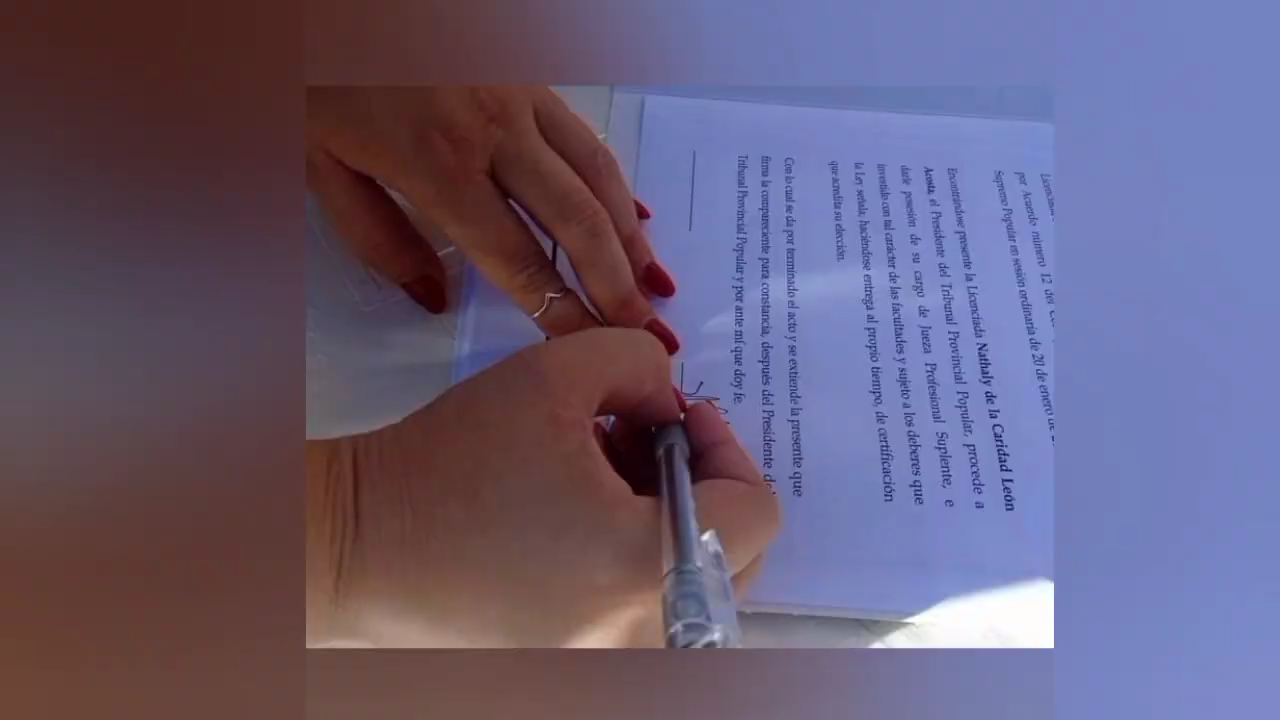 por Acuerdo número 12 del
Supremo Popular en sesión ordinaria de 20 de enero de
Encontrándose presente la Licenciada Nathaly de la Caridad León
Acosta, el Presidente del Tribunal Provincial Popular, procede a
darle posesión de su cargo de Jueza Profesional Suplente, e
investido con tal carácter de las facultades y sujeto a los deberes que
la Ley señala, haciéndose entrega al propio tiempo, de certificación
que acredita su elección.
Con lo cual se da por terminado el acto y se extiende la presente que
firma la compareciente para constancia, después del Presidente del
Tribunal Provincial Popular y por ante mí que doy fe.